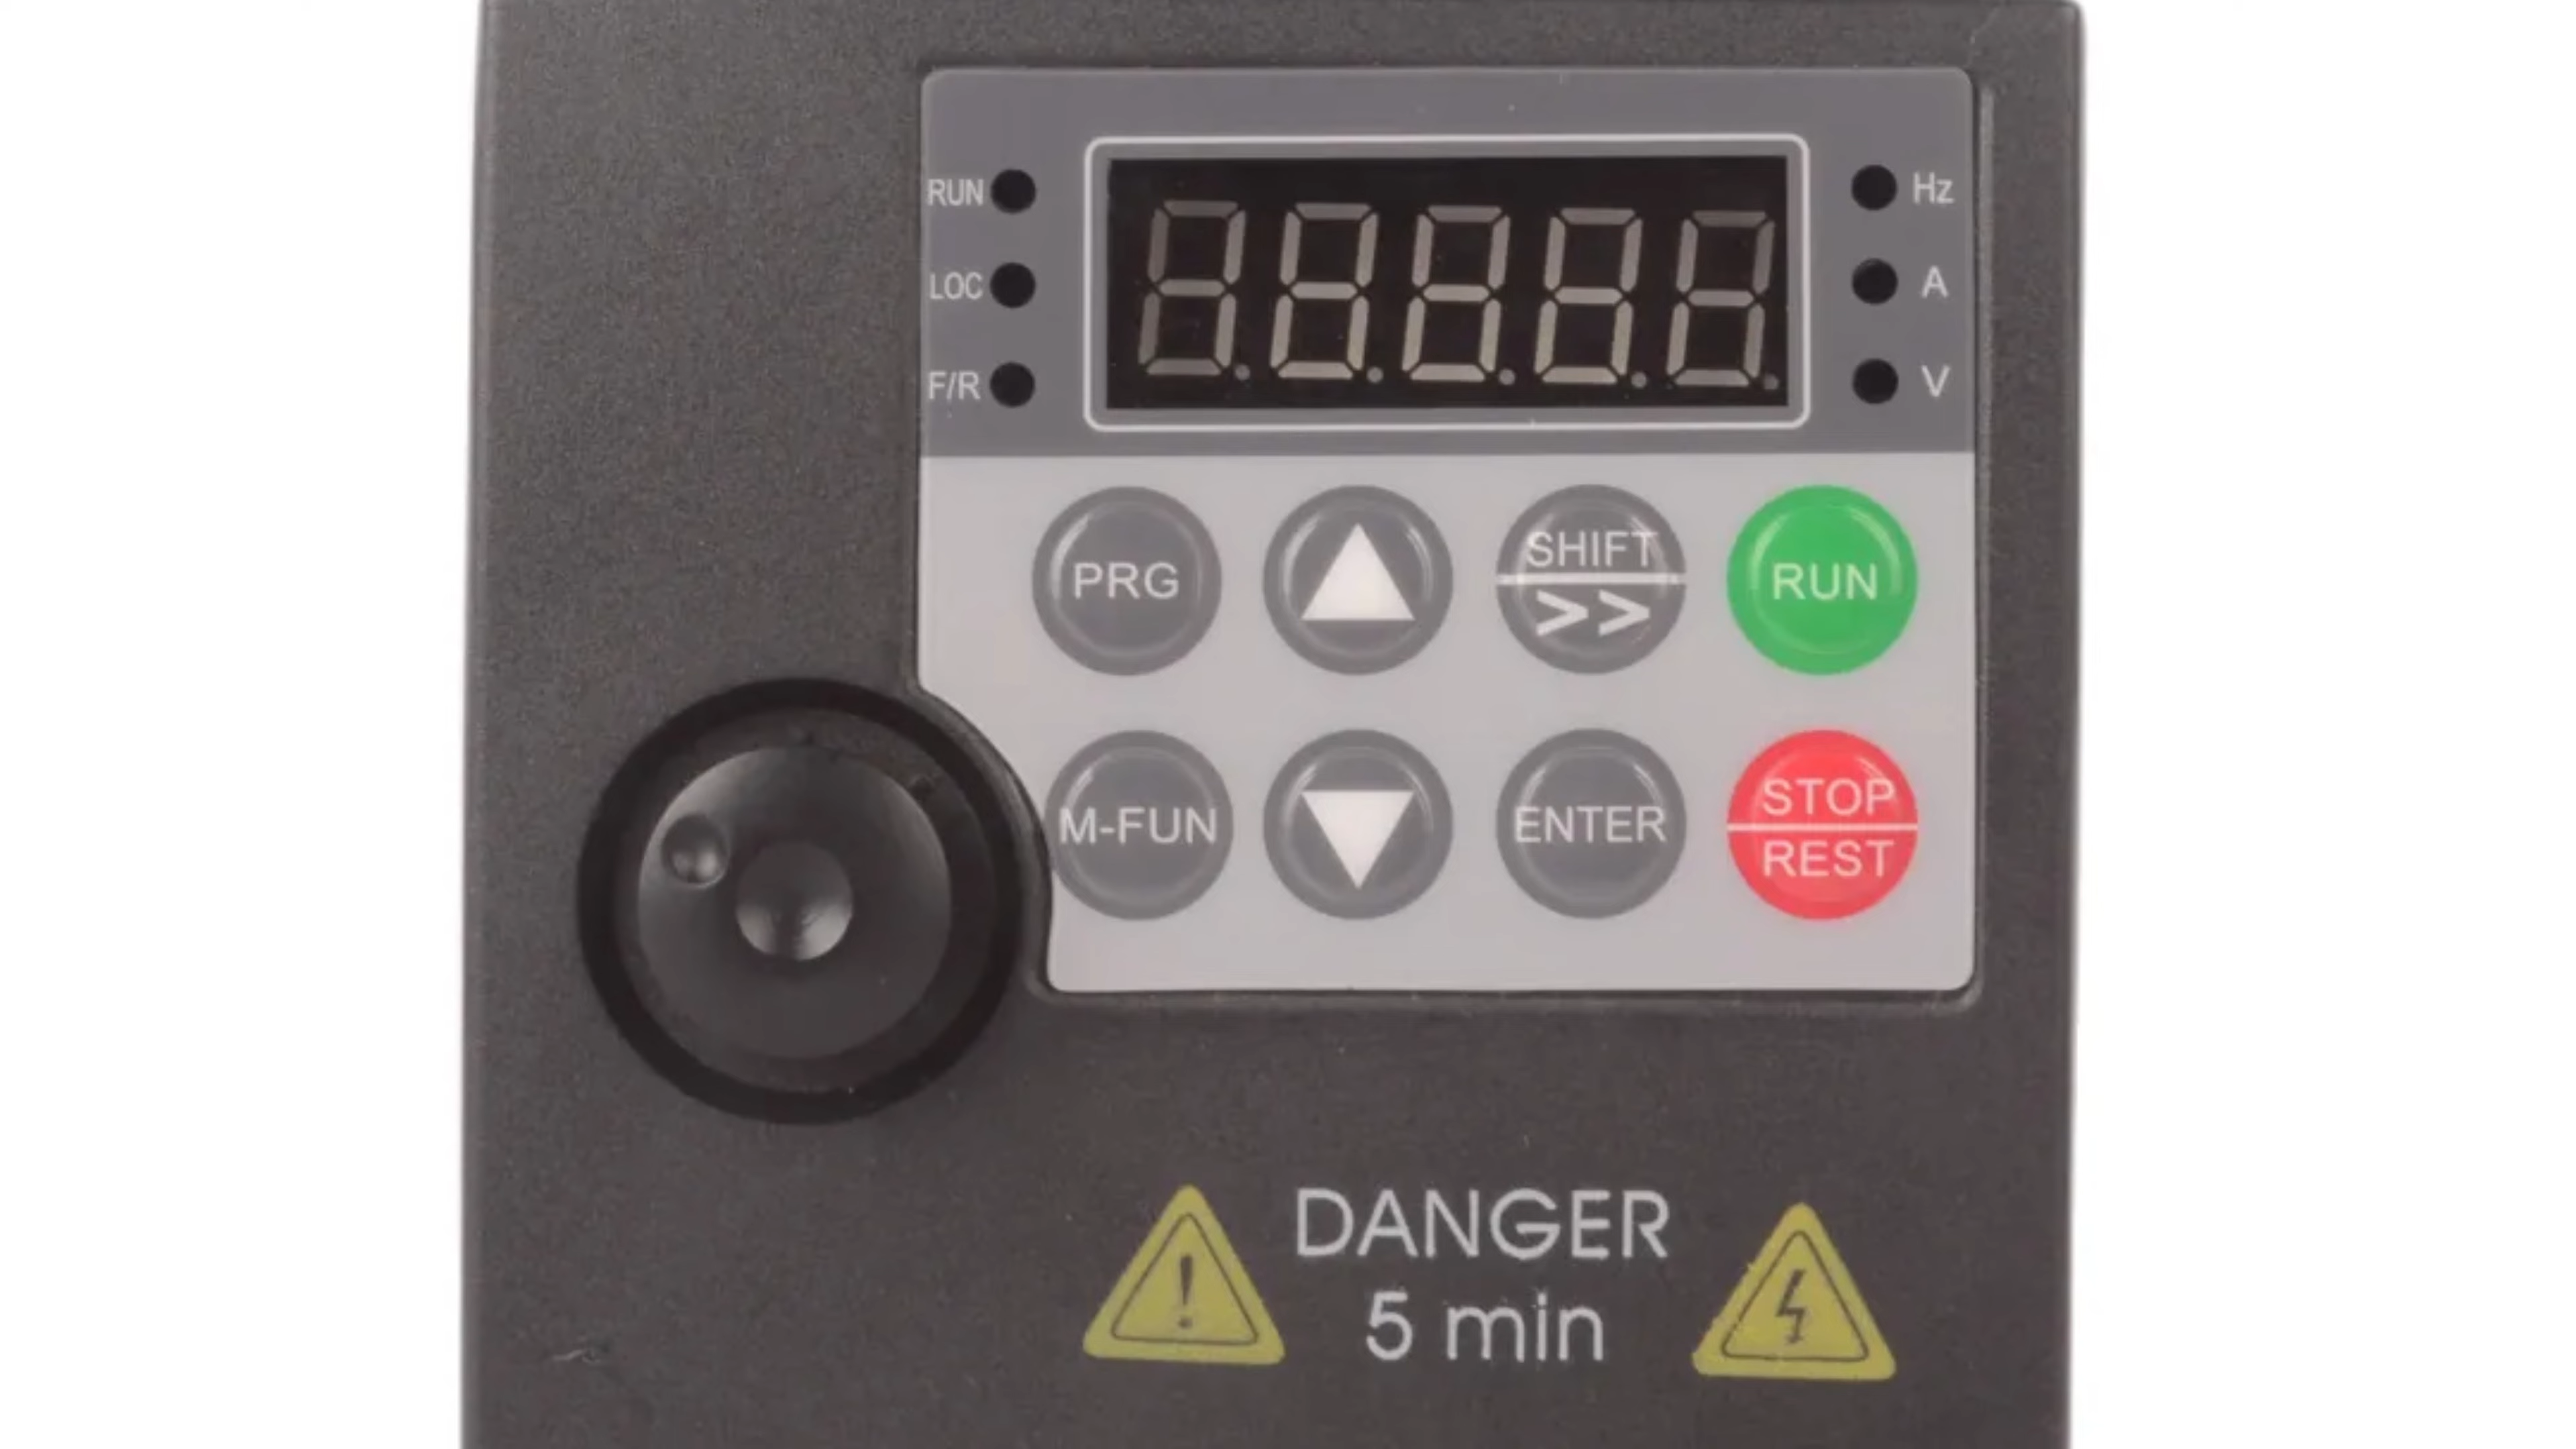 RUN
Hz
LOC
A
F/R
V
PRG
SHIFT
>>
RUN
M-FUN
ENTER
STOP
REST
DANGER
5 min